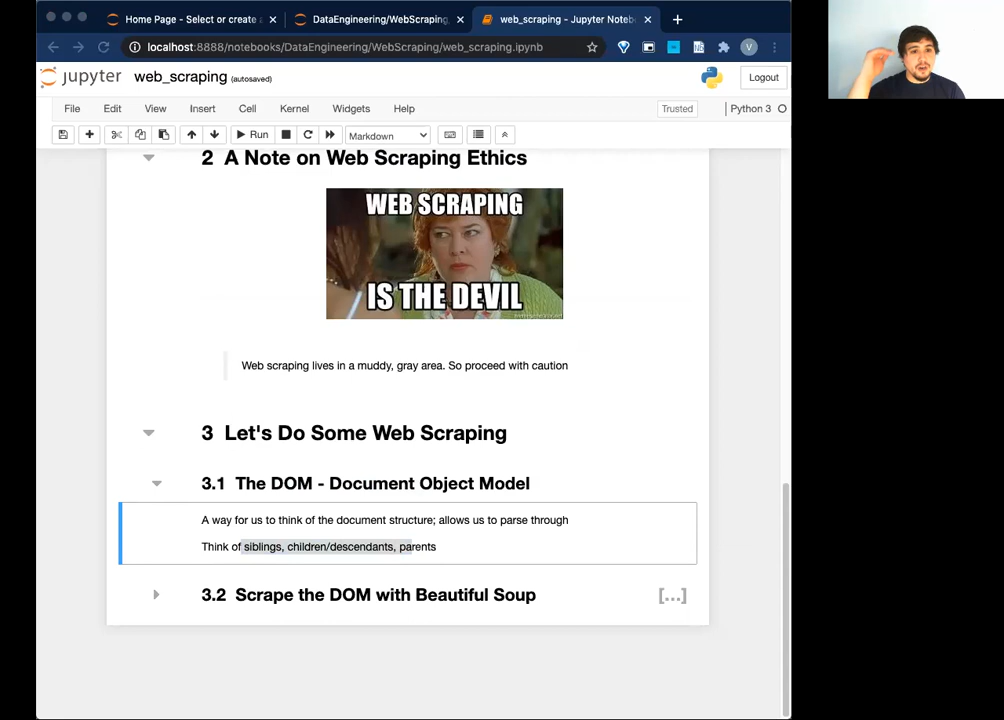 Home Page - Select or create a
DataEngineering/WebScraping
web_scraping - Jupyter Noteb
localhost:8888/notebooks/DataEngineering/WebScraping/web_scraping.ipynb
V
jupyter web_scraping (autosaved)
Logout
File Edit View Insert Cell Kernel Widgets Help
Trusted
Python 3
Run
Markdown
2 A Note on Web Scraping Ethics
WEB SCRAPING
IS THE DEVIL
Web scraping lives in a muddy, gray area. So proceed with caution
3 Let's Do Some Web Scraping
3.1 The DOM - Document Object Model
A way for us to think of the document structure; allows us to parse through
Think of siblings, children/descendants, parents
3.2 Scrape the DOM with Beautiful Soup
[...]